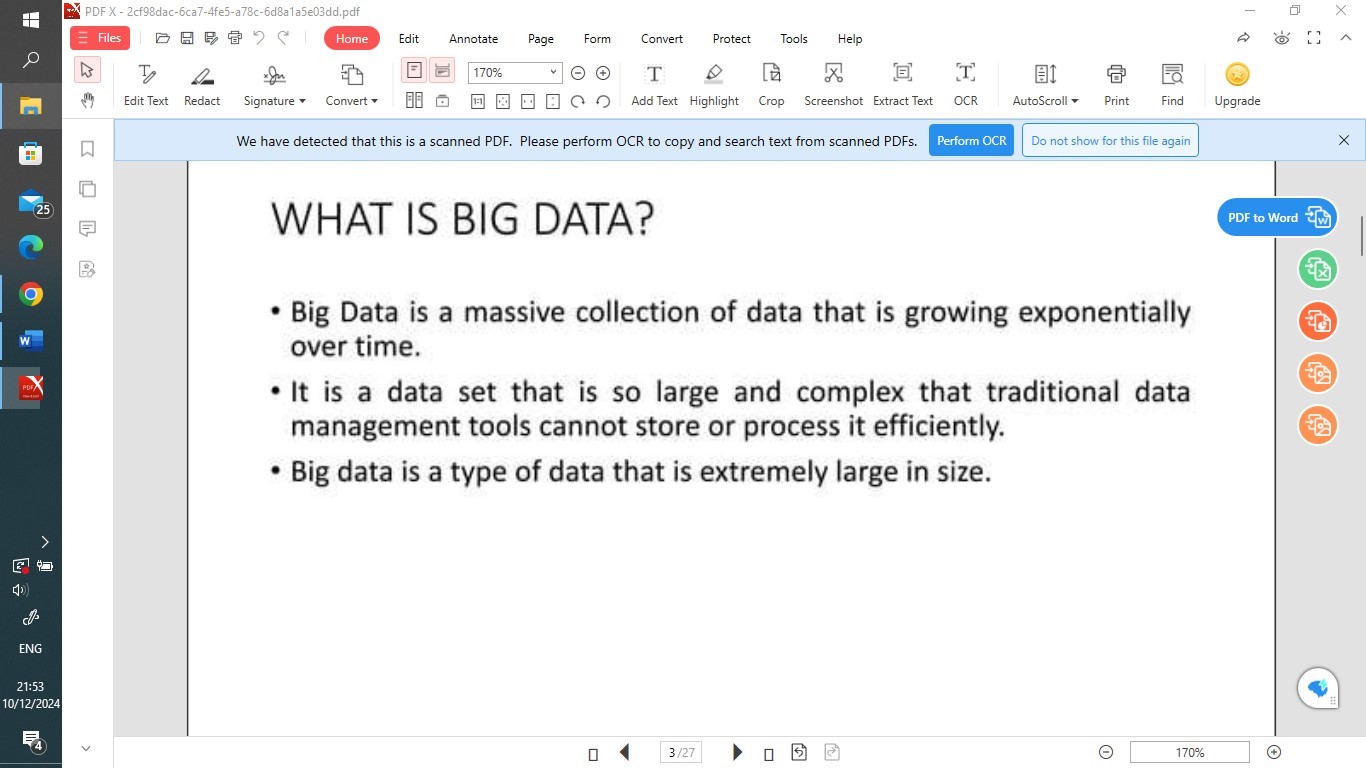 PDF X - 2cf98dac-6ca7-4fe5-a78c-6d8a1a5e03dd.pdf
Files
Home
Edit
Annotate
Page
Form
Convert
Protect
Tools
Help
170%
Edit Text
Redact
Signature
Convert
1:1
Add Text
Highlight
Crop
Screenshot
Extract Text
OCR
AutoScroll
Print
Find
Upgrade
We have detected that this is a scanned PDF. Please perform OCR to copy and search text from scanned PDFs.
Perform OCR
Do not show for this file again
WHAT IS BIG DATA?
• Big Data is a massive collection of data that is growing exponentially
over time.
• It is a data set that is so large and complex that traditional data
management tools cannot store or process it efficiently.
• Big data is a type of data that is extremely large in size.
PDF to Word
25
ENG
21:53
10/12/2024
4
3 /27
170%